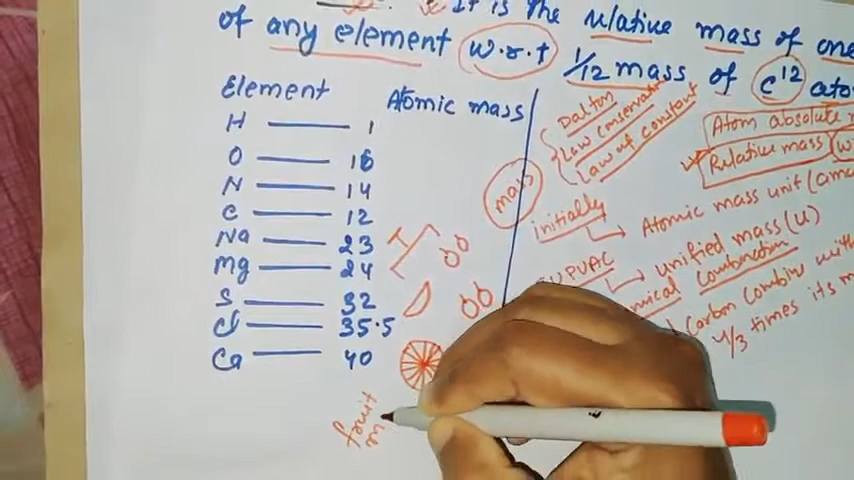 It is the relative mass of one
of any element w.r.t 1/12 mass of C12 atom
Element Atomic mass
H — 1
O — 16
N — 14
C — 12
Na — 23
Mg — 24
S — 32
Cl — 35.5
Ca — 40
fruit
m
Dalton
Law conservation
Law of constant
mass
Atom absolute
Relative mass
initially
Atomic mass unit (amu
IUPAC
unified mass (u)
Combination
Carbon combine with
4/3 times its m